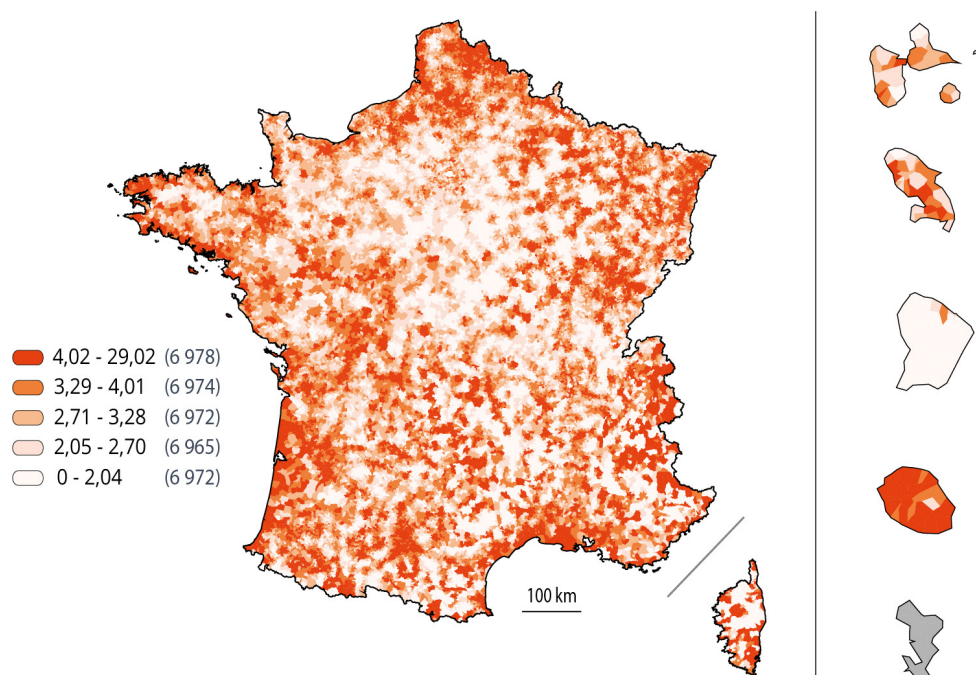 4,02 - 29,02 (6 978)
3,29 - 4,01 (6 974)
2,71 - 3,28 (6 972)
2,05 - 2,70 (6 965)
0 - 2,04 (6 972)
100 km